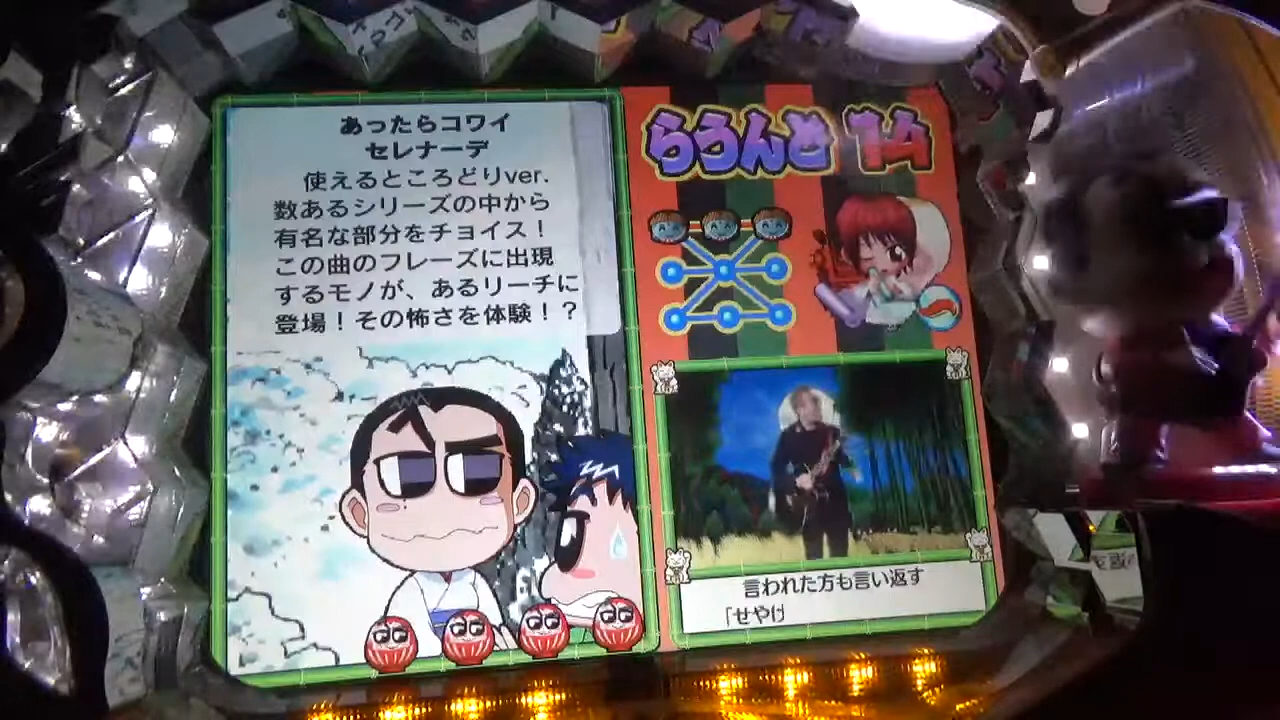 あったらコワイ
セレナーデ
使えるところどりver.
数あるシリーズの中から
有名な部分をチョイス！
この曲のフレーズに出現
するモノが、あるリーチに
登場！その怖さを体験！？
らうんど 14
言われた方も言い返す
「せやけ